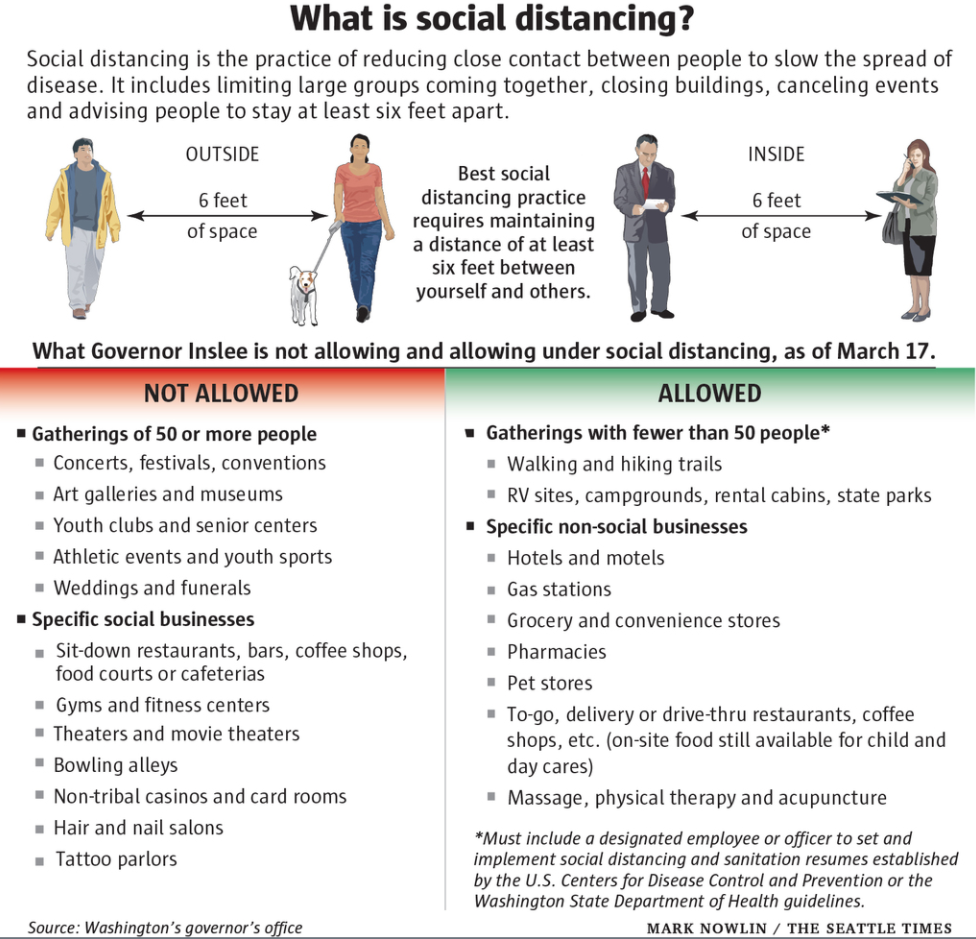 What is social distancing?
Social distancing is the practice of reducing close contact between people to slow the spread of
disease. It includes limiting large groups coming together, closing buildings, canceling events
and advising people to stay at least six feet apart.
OUTSIDE
6 feet
of space
Best social
distancing practice
requires maintaining
a distance of at least
six feet between
yourself and others.
INSIDE
6 feet
of space
What Governor Inslee is not allowing and allowing under social distancing, as of March 17.
NOT ALLOWED
■ Gatherings of 50 or more people
■ Concerts, festivals, conventions
■ Art galleries and museums
■ Youth clubs and senior centers
■ Athletic events and youth sports
■ Weddings and funerals
■ Specific social businesses
■ Sit-down restaurants, bars, coffee shops,
food courts or cafeterias
■ Gyms and fitness centers
■ Theaters and movie theaters
■ Bowling alleys
■ Non-tribal casinos and card rooms
■ Hair and nail salons
■ Tattoo parlors
ALLOWED
■ Gatherings with fewer than 50 people*
■ Walking and hiking trails
■ RV sites, campgrounds, rental cabins, state parks
■ Specific non-social businesses
■ Hotels and motels
■ Gas stations
■ Grocery and convenience stores
■ Pharmacies
■ Pet stores
■ To-go, delivery or drive-thru restaurants, coffee
shops, etc. (on-site food still available for child and
day cares)
■ Massage, physical therapy and acupuncture
*Must include a designated employee or officer to set and
implement social distancing and sanitation resumes established
by the U.S. Centers for Disease Control and Prevention or the
Washington State Department of Health guidelines.
Source: Washington's governor's office
MARK NOWLIN / THE SEATTLE TIMES